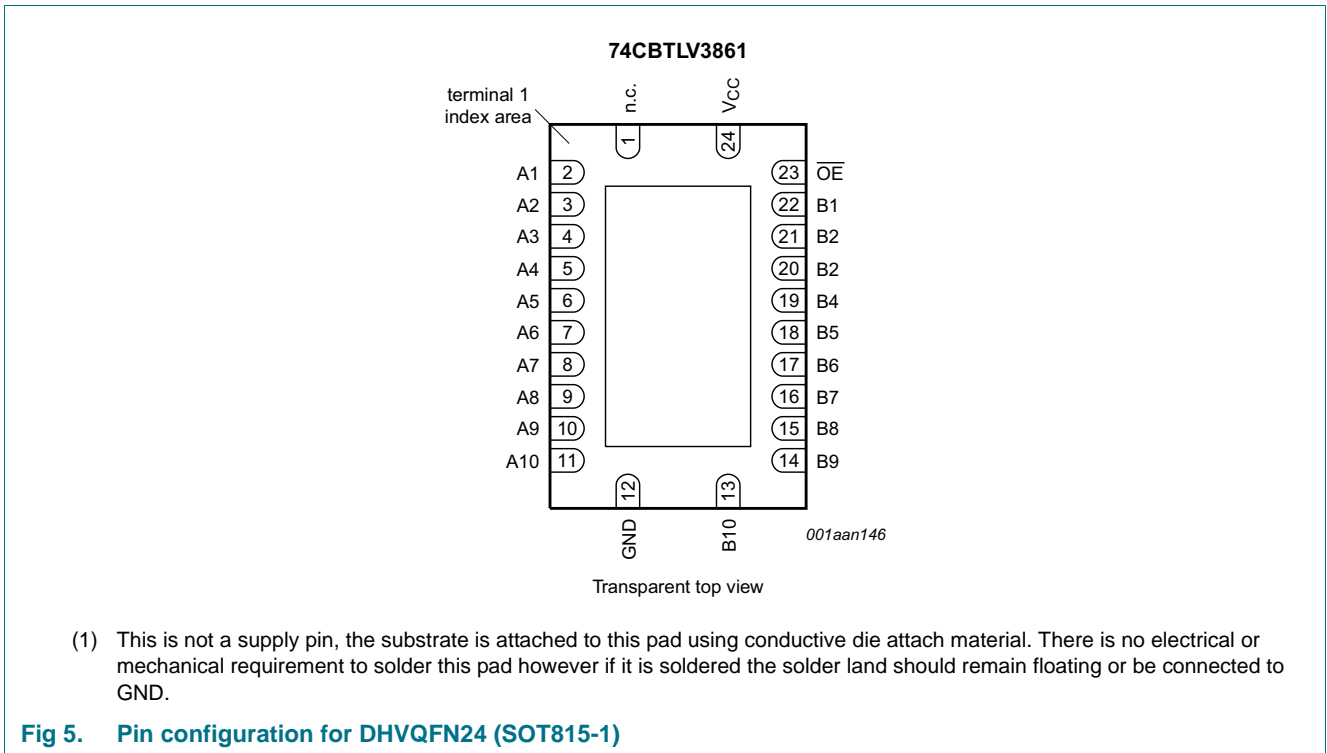 74CBTLV3861
terminal 1
index area
n.c.
VCC
1
24
A1 2 23 OE
A2 3 22 B1
A3 4 21 B2
A4 5 20 B2
A5 6 19 B4
A6 7 18 B5
A7 8 17 B6
A8 9 16 B7
A9 10 15 B8
A10 11 14 B9
12
13
GND
B10
001aan146
Transparent top view
(1) This is not a supply pin, the substrate is attached to this pad using conductive die attach material. There is no electrical or
mechanical requirement to solder this pad however if it is soldered the solder land should remain floating or be connected to
GND.
Fig 5. Pin configuration for DHVQFN24 (SOT815-1)